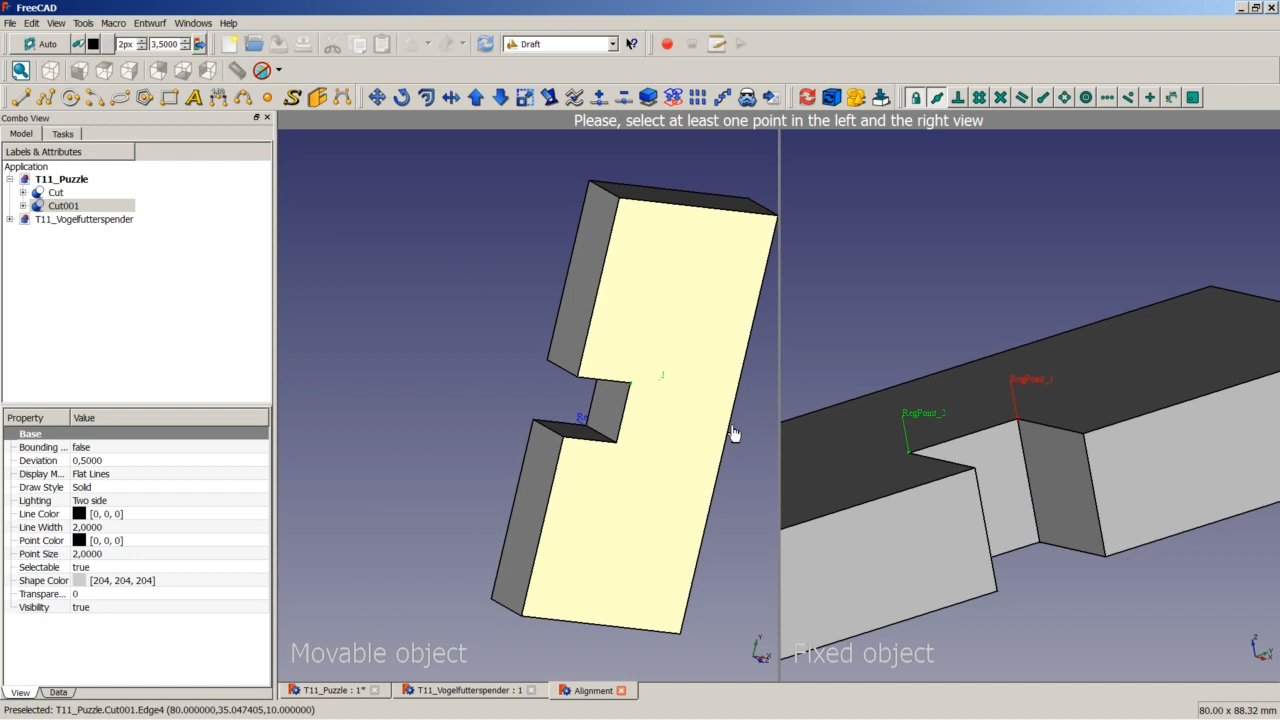 FreeCAD
File Edit View Tools Macro Entwurf Windows Help
Auto 2px 3,5000 Draft
Combo View
Please, select at least one point in the left and the right view
Model Tasks
Labels & Attributes
Application
T11_Puzzle
Cut
Cut001
T11_Vogelfutterspender
RegPoint_1
RegPoint_2
Property Value
Base
Bounding ... false
Deviation 0,5000
Display M... Flat Lines
Draw Style Solid
Lighting Two side
Line Color [0, 0, 0]
Line Width 2,0000
Point Color [0, 0, 0]
Point Size 2,0000
Selectable true
Shape Color [204, 204, 204]
Transpare... 0
Visibility true
Movable object Fixed object
View Data
T11_Puzzle : 1* T11_Vogelfutterspender : 1 Alignment
Preselected: T11_Puzzle.Cut001.Edge4 (80.000000,35.047405,10.000000) 80.00 x 88.32 mm